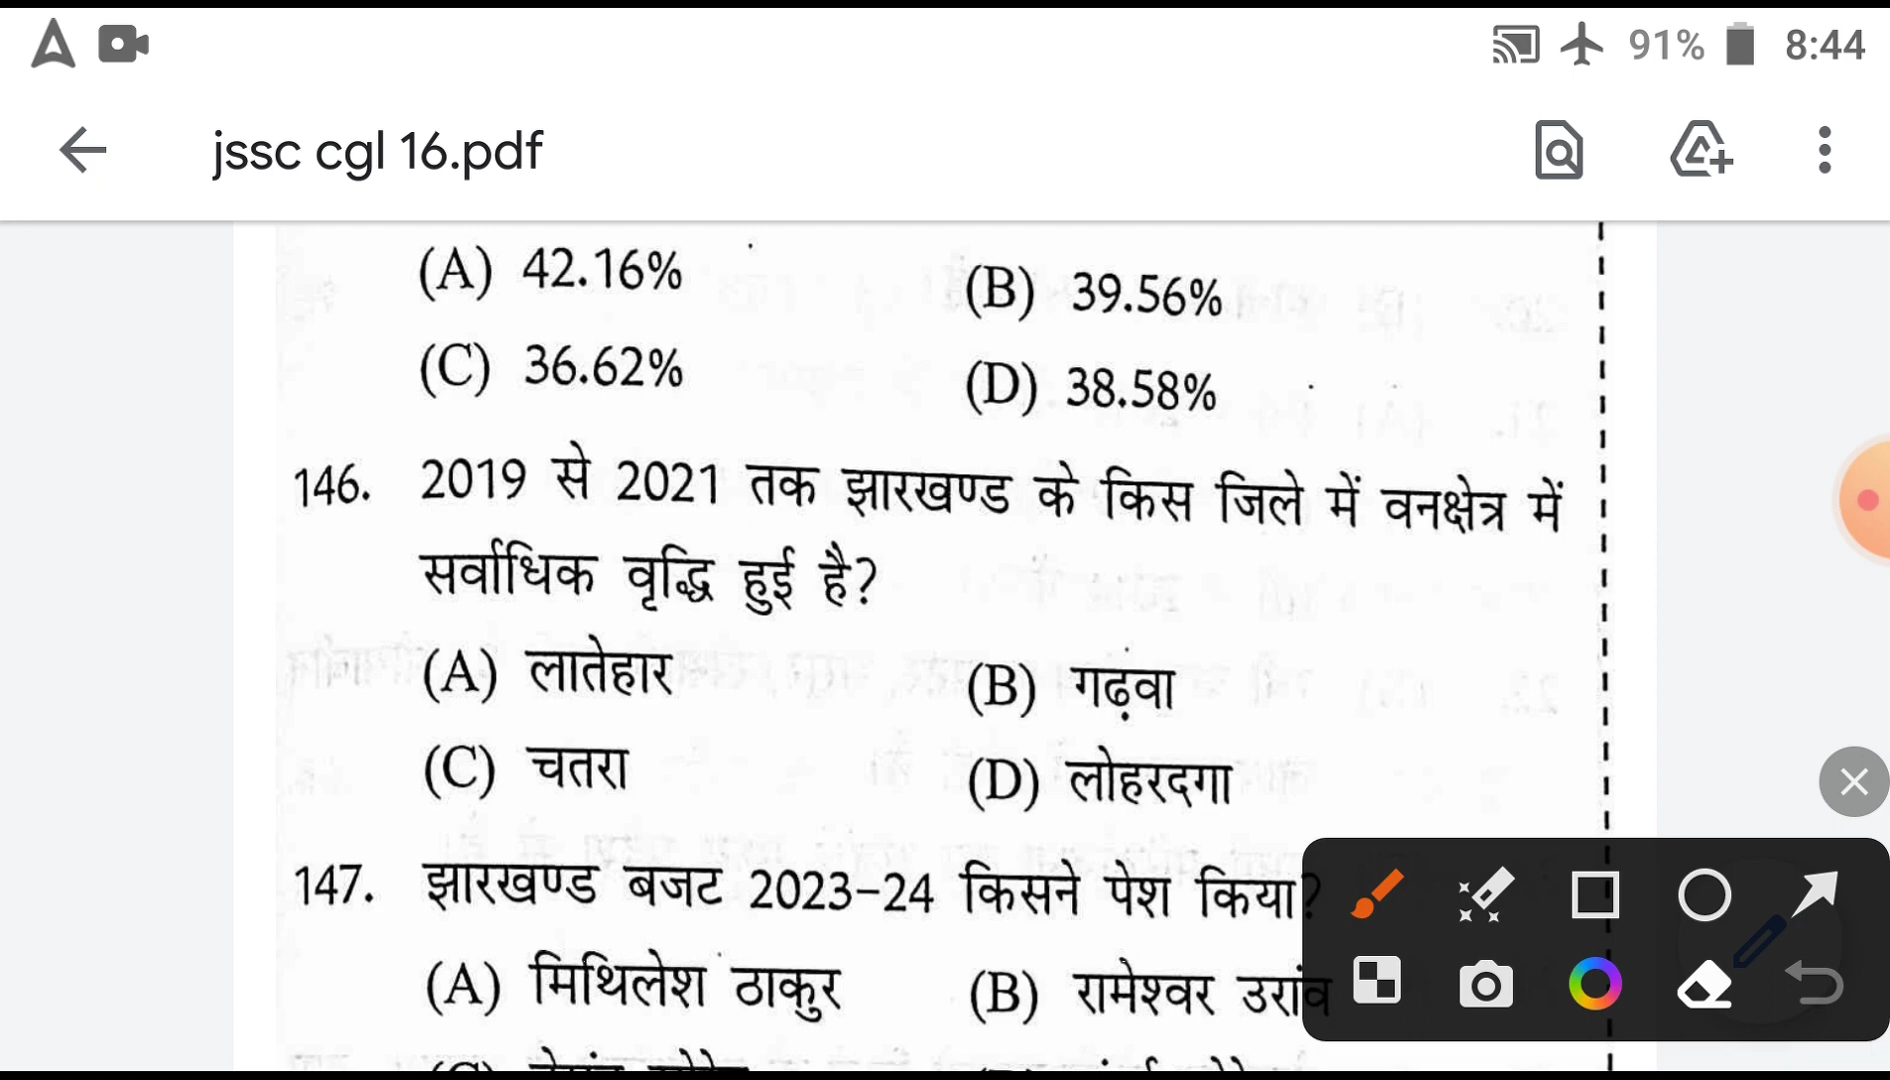 91% 8:44
jssc cgl 16.pdf
(A) 42.16% (B) 39.56%
(C) 36.62% (D) 38.58%
146. 2019 से 2021 तक झारखण्ड के किस जिले में वनक्षेत्र में
सर्वाधिक वृद्धि हुई है?
(A) लातेहार (B) गढ़वा
(C) चतरा (D) लोहरदगा
147. झारखण्ड बजट 2023-24 किसने पेश किया?
(A) मिथिलेश ठाकुर (B) रामेश्वर उरांव